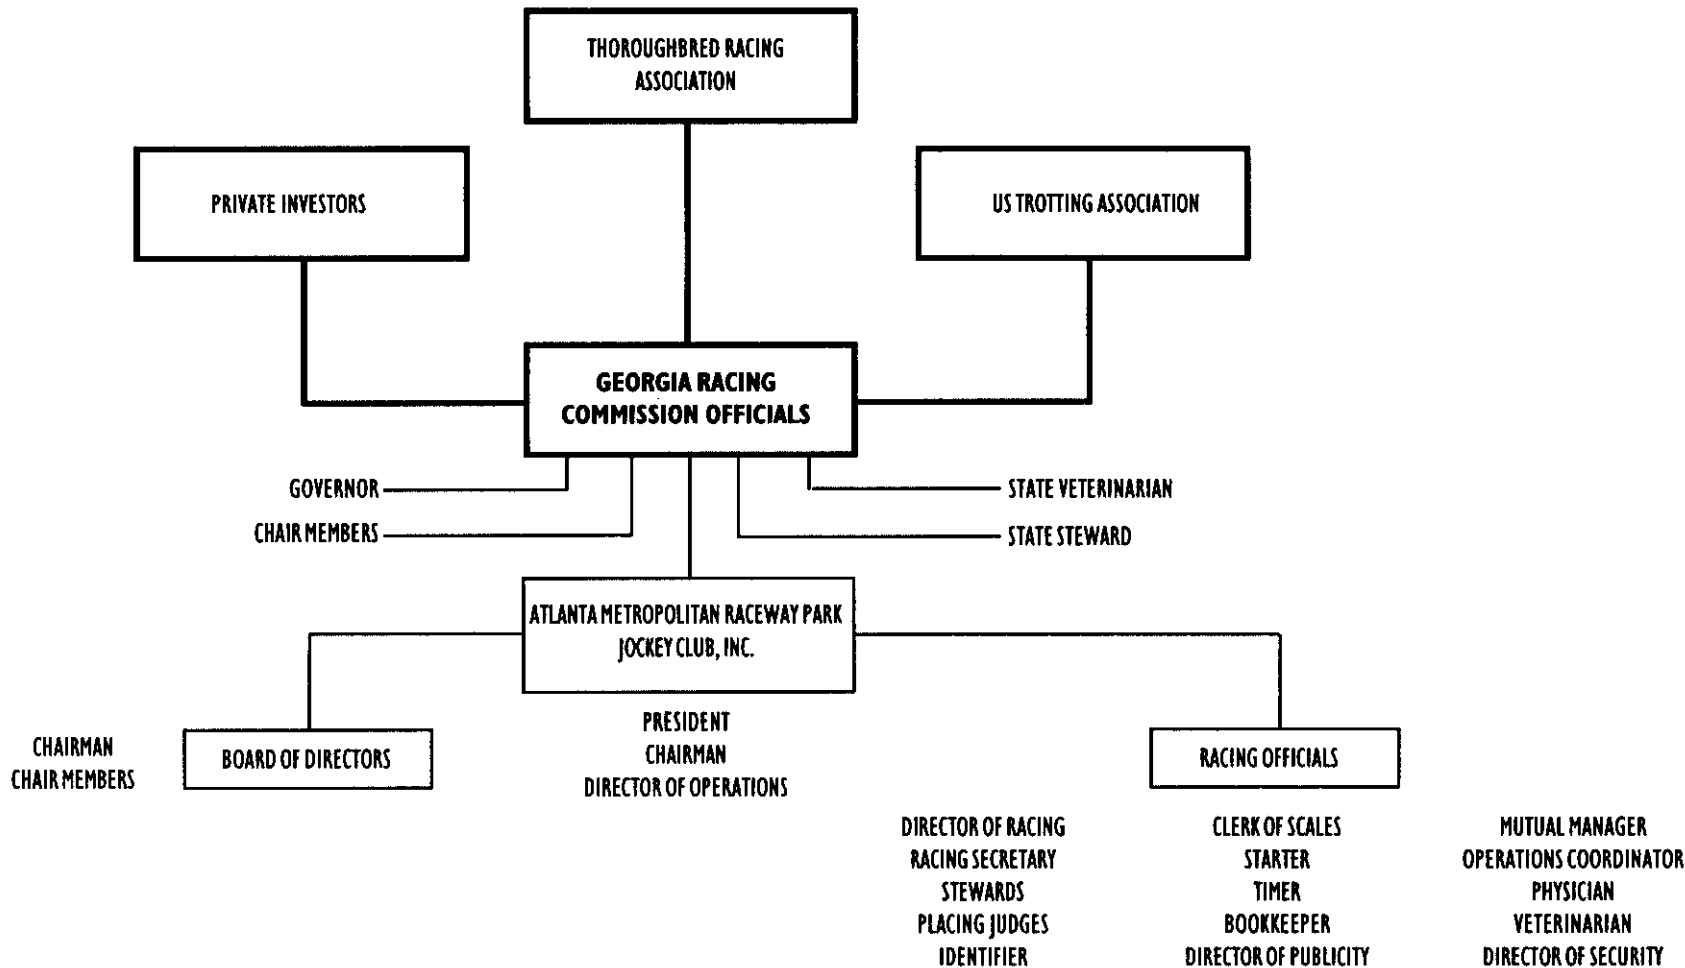 THOROUGHBRED RACING
ASSOCIATION
PRIVATE INVESTORS
US TROTTING ASSOCIATION
GEORGIA RACING
COMMISSION OFFICIALS
GOVERNOR
STATE VETERINARIAN
CHAIR MEMBERS
STATE STEWARD
ATLANTA METROPOLITAN RACEWAY PARK
JOCKEY CLUB, INC.
PRESIDENT
CHAIRMAN
DIRECTOR OF OPERATIONS
CHAIRMAN
CHAIR MEMBERS
BOARD OF DIRECTORS
RACING OFFICIALS
DIRECTOR OF RACING
RACING SECRETARY
STEWARDS
PLACING JUDGES
IDENTIFIER
CLERK OF SCALES
STARTER
TIMER
BOOKKEEPER
DIRECTOR OF PUBLICITY
MUTUAL MANAGER
OPERATIONS COORDINATOR
PHYSICIAN
VETERINARIAN
DIRECTOR OF SECURITY